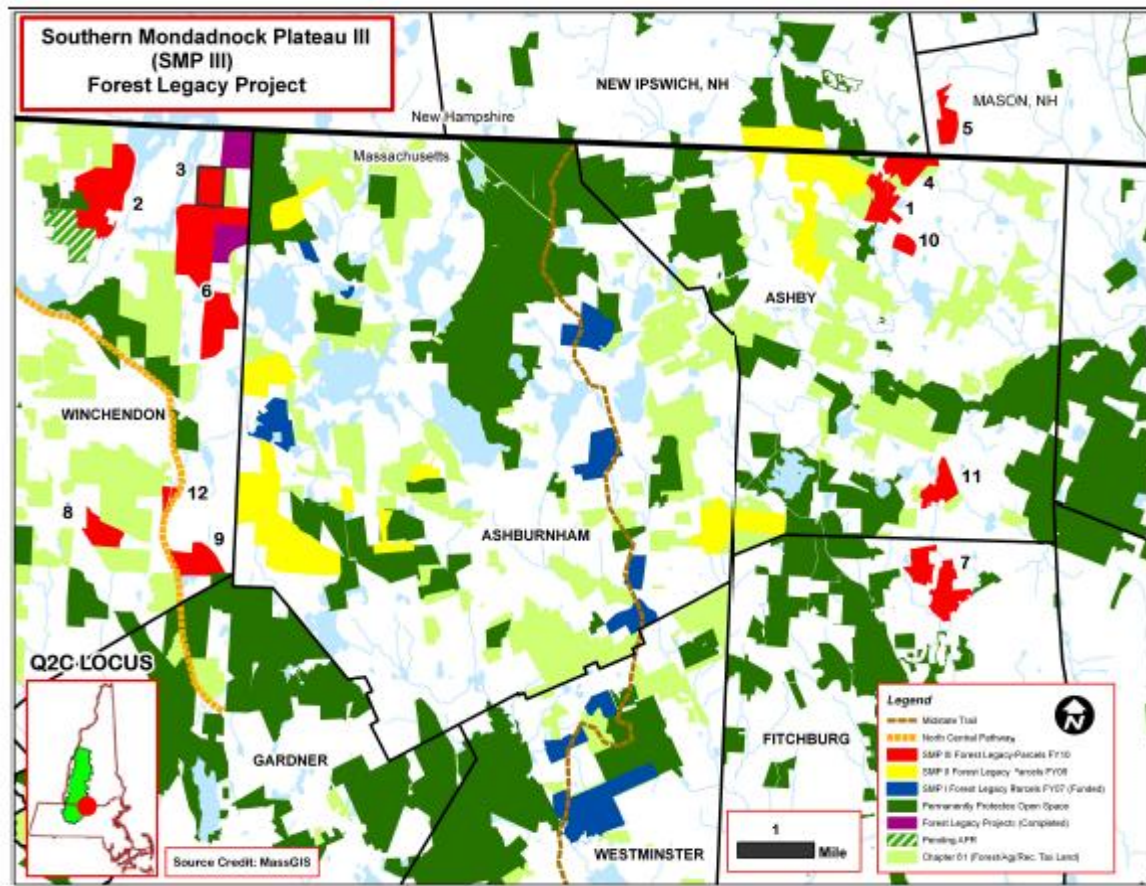 Southern Mondadnock Plateau III
(SMP III)
Forest Legacy Project
NEW IPSWICH, NH
MASON, NH
New Hampshire
Massachusetts
5
3
2
4
1
10
6
ASHBY
WINCHENDON
11
12
8
9
ASHBURNHAM
7
Q2C LOCUS
GARDNER
FITCHBURG
WESTMINSTER
Source Credit: MassGIS
1
Mile
Legend
N
Midstate Trail
North Central Pathway
SMP III Forest Legacy Parcels FY10
SMP II Forest Legacy Parcels FY08
SMP I Forest Legacy Parcels FY07 (Funded)
Permanently Protected Open Space
Forest Legacy Projects (Completed)
Pending APR
Chapter 61 (Forest/Ag/Rec. Tax Land)